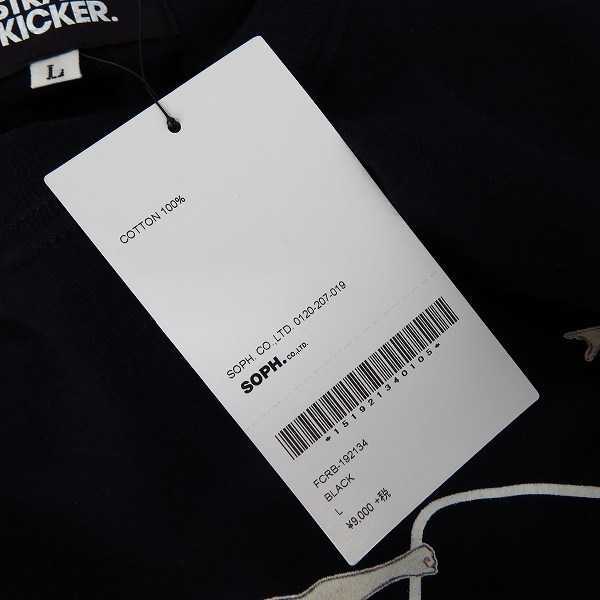 KICKER.
L
COTTON 100%
SOPH. CO.,LTD. 0120-207-019
SOPH. CO.,LTD.
*151921340105*
FCRB-192134
BLACK
L
¥9,000 +税